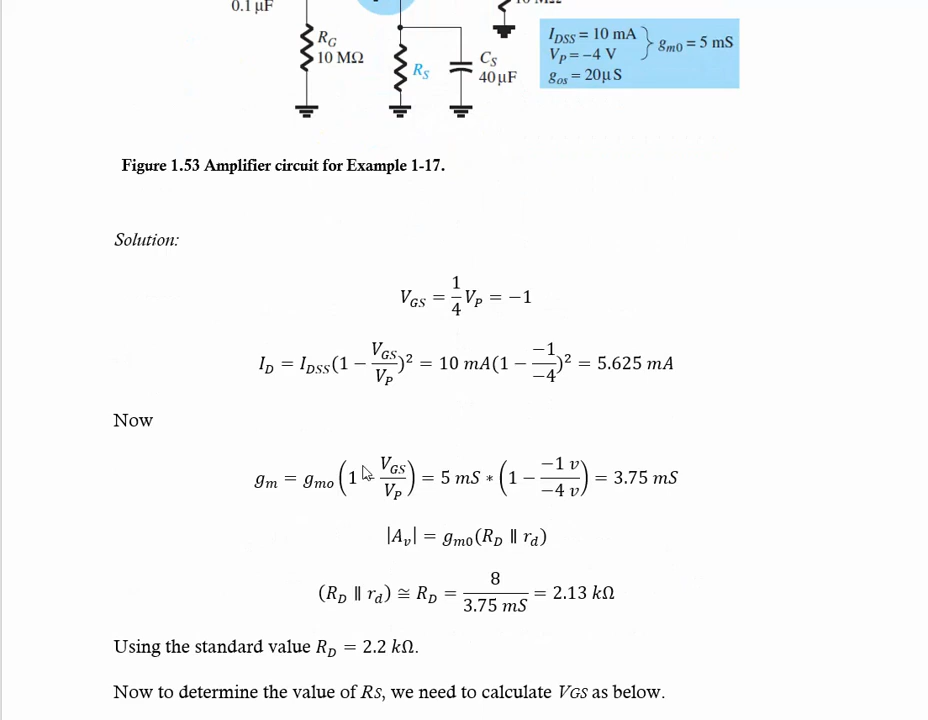 0.1 µF
R_G
10 MΩ
R_S
C_S
40 µF
I_DSS = 10 mA
V_P = −4 V
g_m0 = 5 mS
g_os = 20µ S
Figure 1.53 Amplifier circuit for Example 1-17.
Solution:
V_GS = 1/4 V_P = −1
I_D = I_DSS(1 − V_GS/V_P)² = 10 mA(1 − −1/−4)² = 5.625 mA
Now
g_m = g_mo (1 − V_GS/V_P) = 5 mS * (1 − −1 v/−4 v) = 3.75 mS
|A_v| = g_m0(R_D ∥ r_d)
(R_D ∥ r_d) ≅ R_D = 8/3.75 mS = 2.13 kΩ
Using the standard value R_D = 2.2 kΩ.
Now to determine the value of RS, we need to calculate VGS as below.